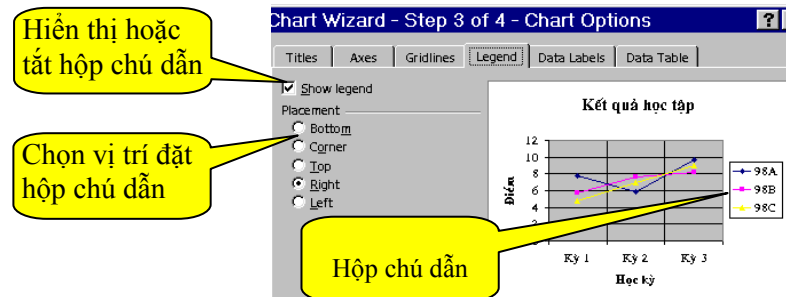 Hiển thị hoặc
tắt hộp chú dẫn
Chart Wizard - Step 3 of 4 - Chart Options
?
Titles Axes Gridlines Legend Data Labels Data Table
Show legend
Placement
Bottom
Corner
Top
Right
Left
Chọn vị trí đặt
hộp chú dẫn
Kết quả học tập
Điểm
12
10
8
6
4
98A
98B
98C
Kỳ 1 Kỳ 2 Kỳ 3
Học kỳ
Hộp chú dẫn